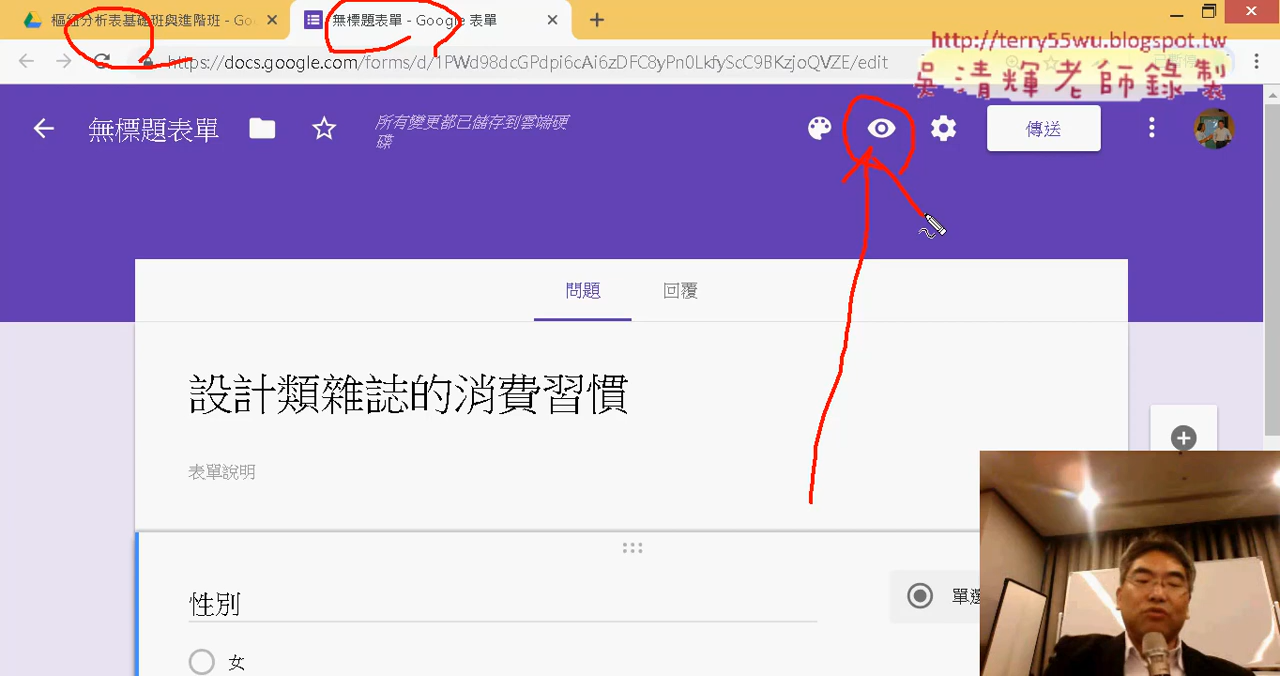 樞紐分析表基礎班與進階班 - Go
無標題表單 - Google 表單
http://terry55wu.blogspot.tw
吳清輝老師錄製
https://docs.google.com/forms/d/1PWd98dcGPdpi6cAi6zDFC8yPn0LkfyScC9BKzjoQVZE/edit
無標題表單
所有變更都已儲存到雲端硬
碟
傳送
問題
回覆
設計類雜誌的消費習慣
表單說明
性別
單選
女